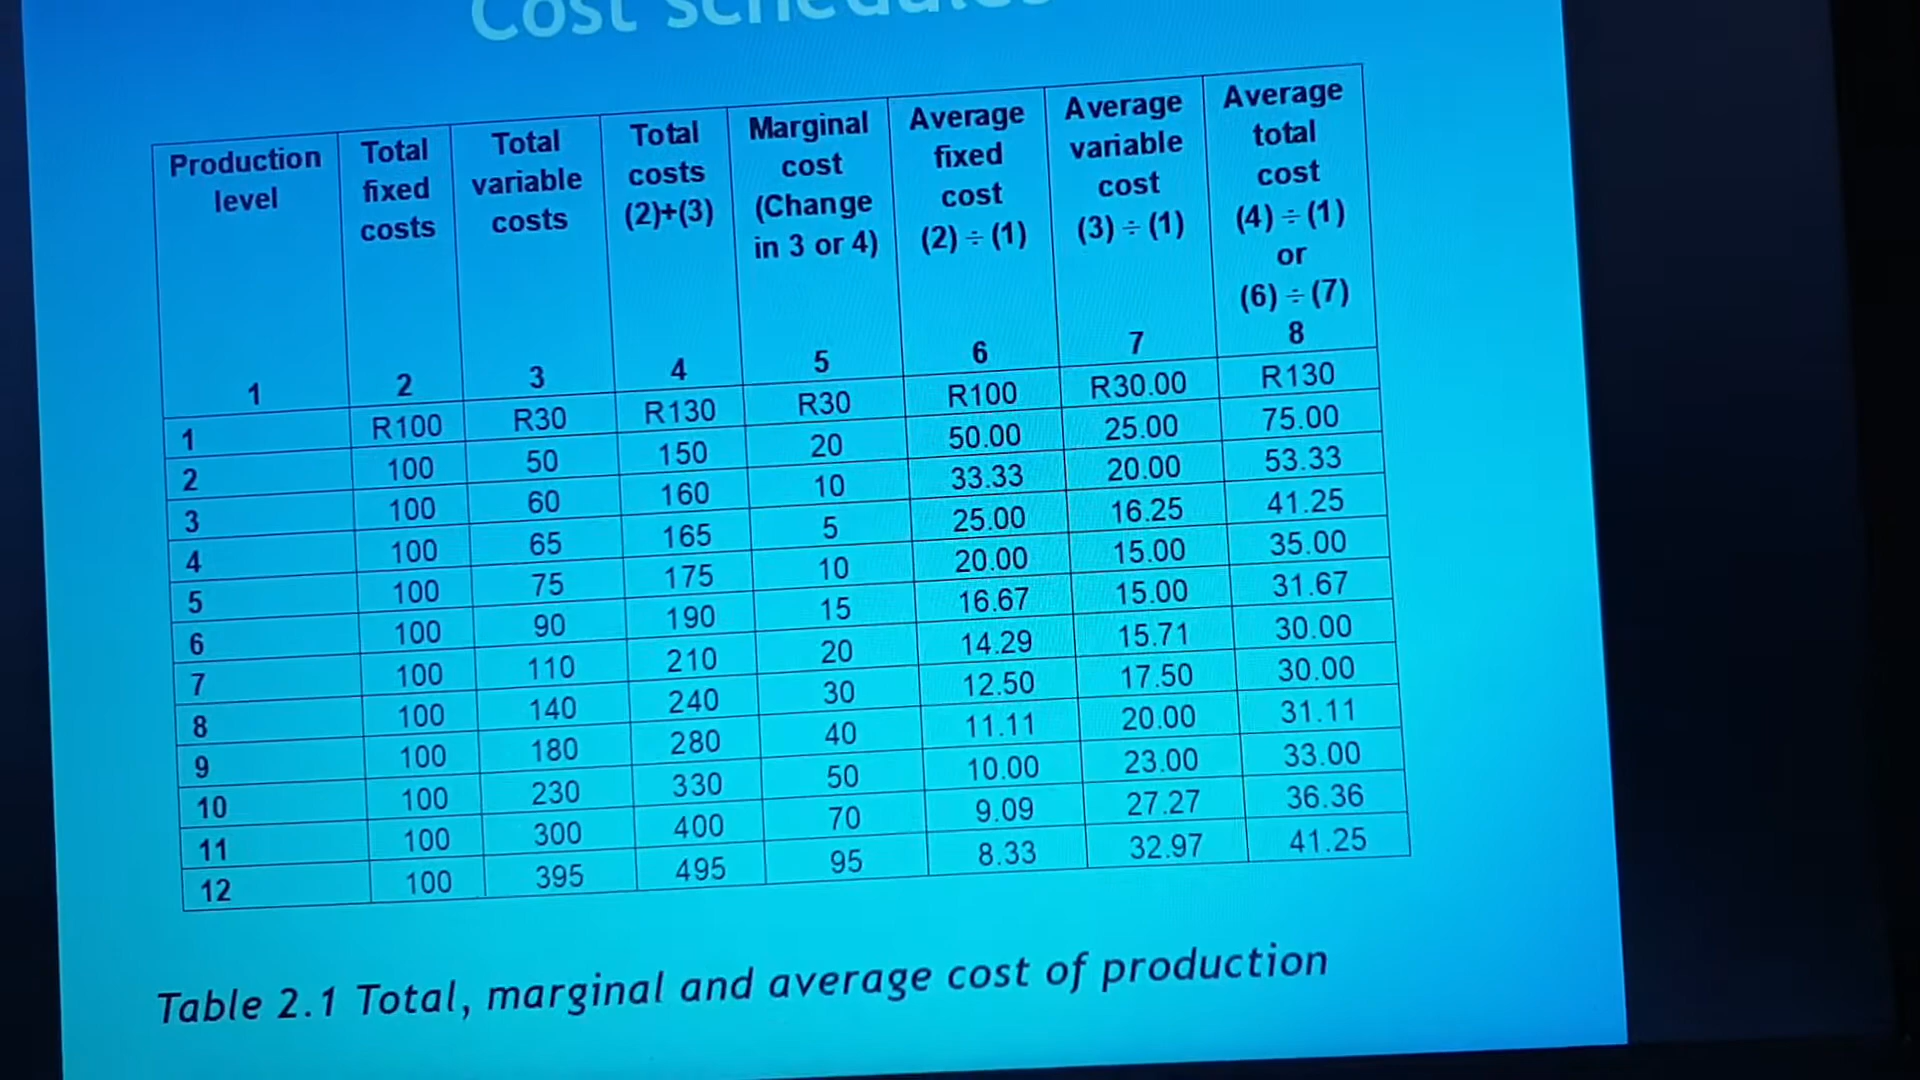 Cost schedules
Production level | Total fixed costs | Total variable costs | Total costs (2)+(3) | Marginal cost (Change in 3 or 4) | Average fixed cost (2) ÷ (1) | Average variable cost (3) ÷ (1) | Average total cost (4) ÷ (1) or (6) ÷ (7)
1 | 2 | 3 | 4 | 5 | 6 | 7 | 8
1 | R100 | R30 | R130 | R30 | R100 | R30.00 | R130
2 | 100 | 50 | 150 | 20 | 50.00 | 25.00 | 75.00
3 | 100 | 60 | 160 | 10 | 33.33 | 20.00 | 53.33
4 | 100 | 65 | 165 | 5 | 25.00 | 16.25 | 41.25
5 | 100 | 75 | 175 | 10 | 20.00 | 15.00 | 35.00
6 | 100 | 90 | 190 | 15 | 16.67 | 15.00 | 31.67
7 | 100 | 110 | 210 | 20 | 14.29 | 15.71 | 30.00
8 | 100 | 140 | 240 | 30 | 12.50 | 17.50 | 30.00
9 | 100 | 180 | 280 | 40 | 11.11 | 20.00 | 31.11
10 | 100 | 230 | 330 | 50 | 10.00 | 23.00 | 33.00
11 | 100 | 300 | 400 | 70 | 9.09 | 27.27 | 36.36
12 | 100 | 395 | 495 | 95 | 8.33 | 32.97 | 41.25
Table 2.1 Total, marginal and average cost of production